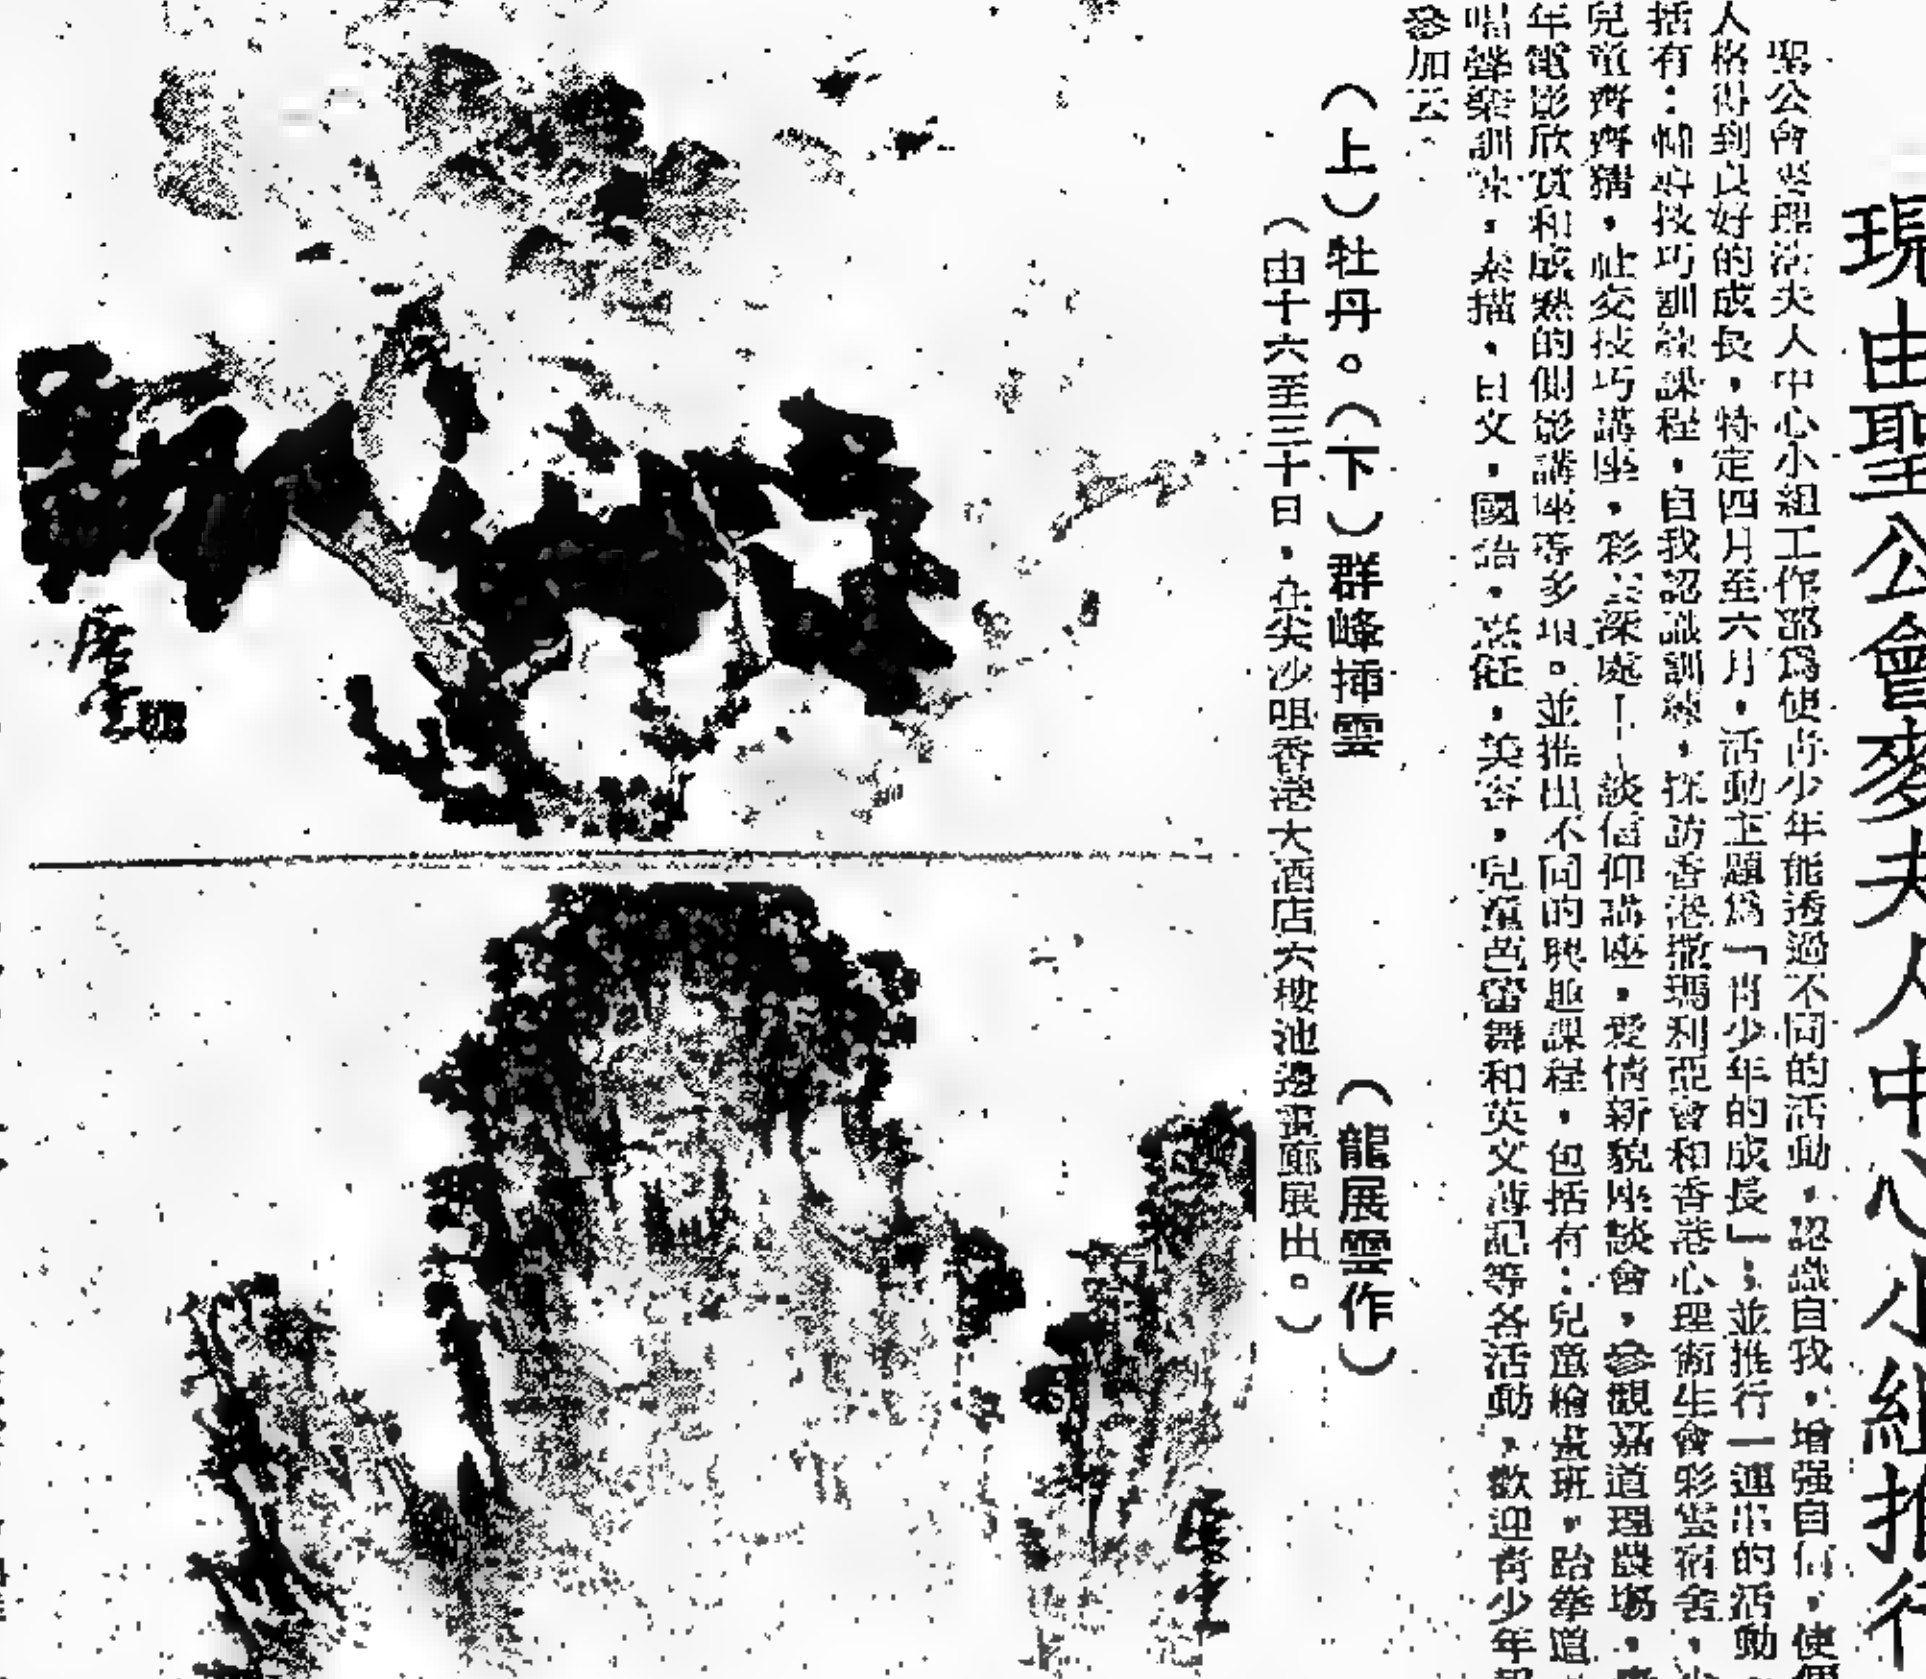 現由聖公會麥夫人中心小組推行
聖公會麥理浩夫人中心小組工作部爲使青少年能透過不同的活動,認識自我,增强自信,使
人格得到良好的成長,特定四月至六月,活動主題爲「青少年的成長」;並推行一連串的活動
括有:輔導技巧訓練課程,自我認識訓練,探訪香港撒瑪利亞會和香港心理衛生會彩雲宿舍,
兒童齊齊猜,社交技巧講座,彩雲深處——談信仰講座,愛情新貌座談會,參觀嘉道理農場,
年電影欣賞和成熟的側影講座等多項。並推出不同的興趣課程,包括有:兒童繪畫班,跆拳道,
唱聲樂訓練,素描,日文,國語,烹飪,美容,兒童芭蕾舞和英文簿記等各活動,歡迎青少年
參加云。
(上)牡丹。(下)群峰插雲 (龍展雲作)
(由十六至三十日,在尖沙咀香港大酒店六樓池邊畫廊展出。)
展雲